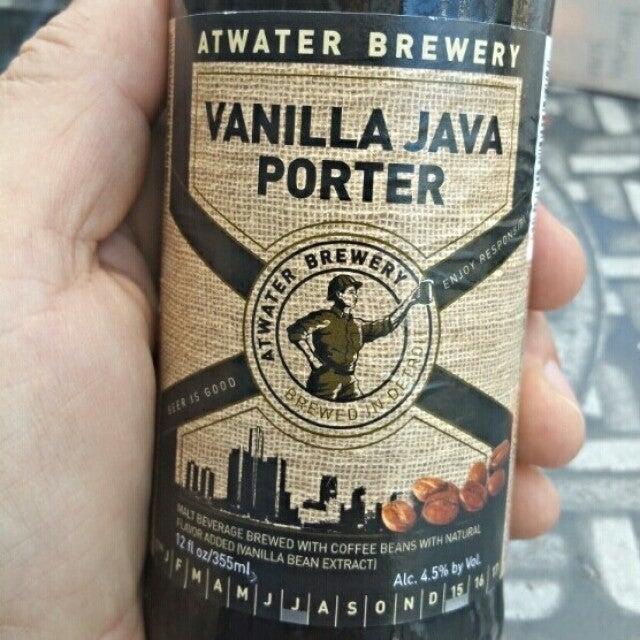 ATWATER BREWERY
VANILLA JAVA
PORTER
ATWATER BREWERY
BREWED IN DETROIT
BEER IS GOOD
MALT BEVERAGE BREWED WITH COFFEE BEANS WITH NATURAL
FLAVOR ADDED (VANILLA BEAN EXTRACT)
12 fl oz/355ml
Alc. 4.5% by Vol.
J F M A M J J A S O N D 15 16 17